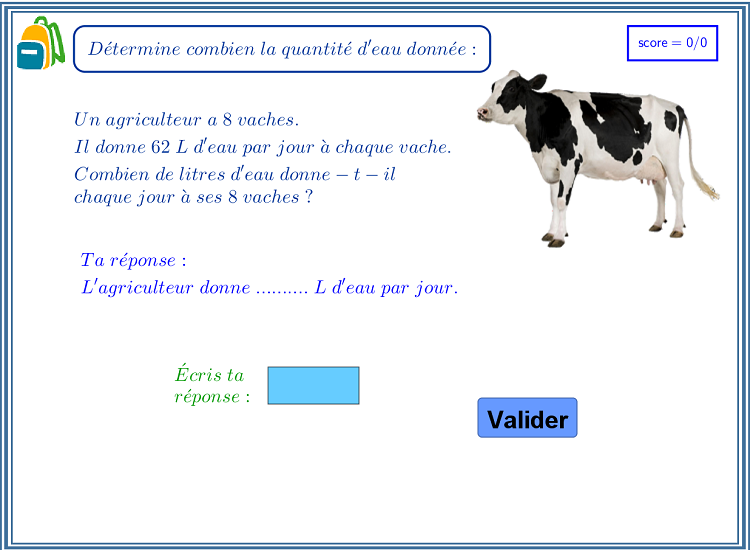 Détermine combien la quantité d'eau donnée :
score = 0/0
Un agriculteur a 8 vaches.
Il donne 62 L d'eau par jour à chaque vache.
Combien de litres d'eau donne – t – il
chaque jour à ses 8 vaches ?
Ta réponse :
L'agriculteur donne .......... L d'eau par jour.
Écris ta
réponse :
Valider